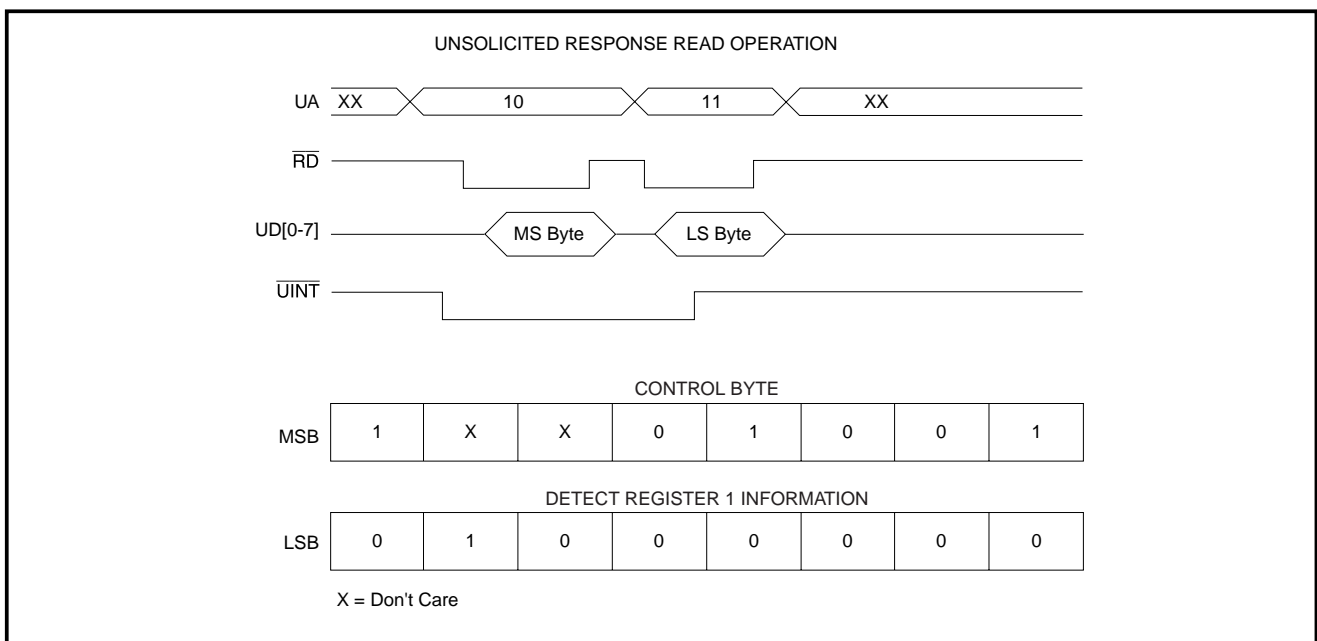 UNSOLICITED RESPONSE READ OPERATION
UA XX 10 11 XX
RD
UD[0-7] MS Byte LS Byte
UINT
CONTROL BYTE
MSB 1 X X 0 1 0 0 1
DETECT REGISTER 1 INFORMATION
LSB 0 1 0 0 0 0 0 0
X = Don't Care